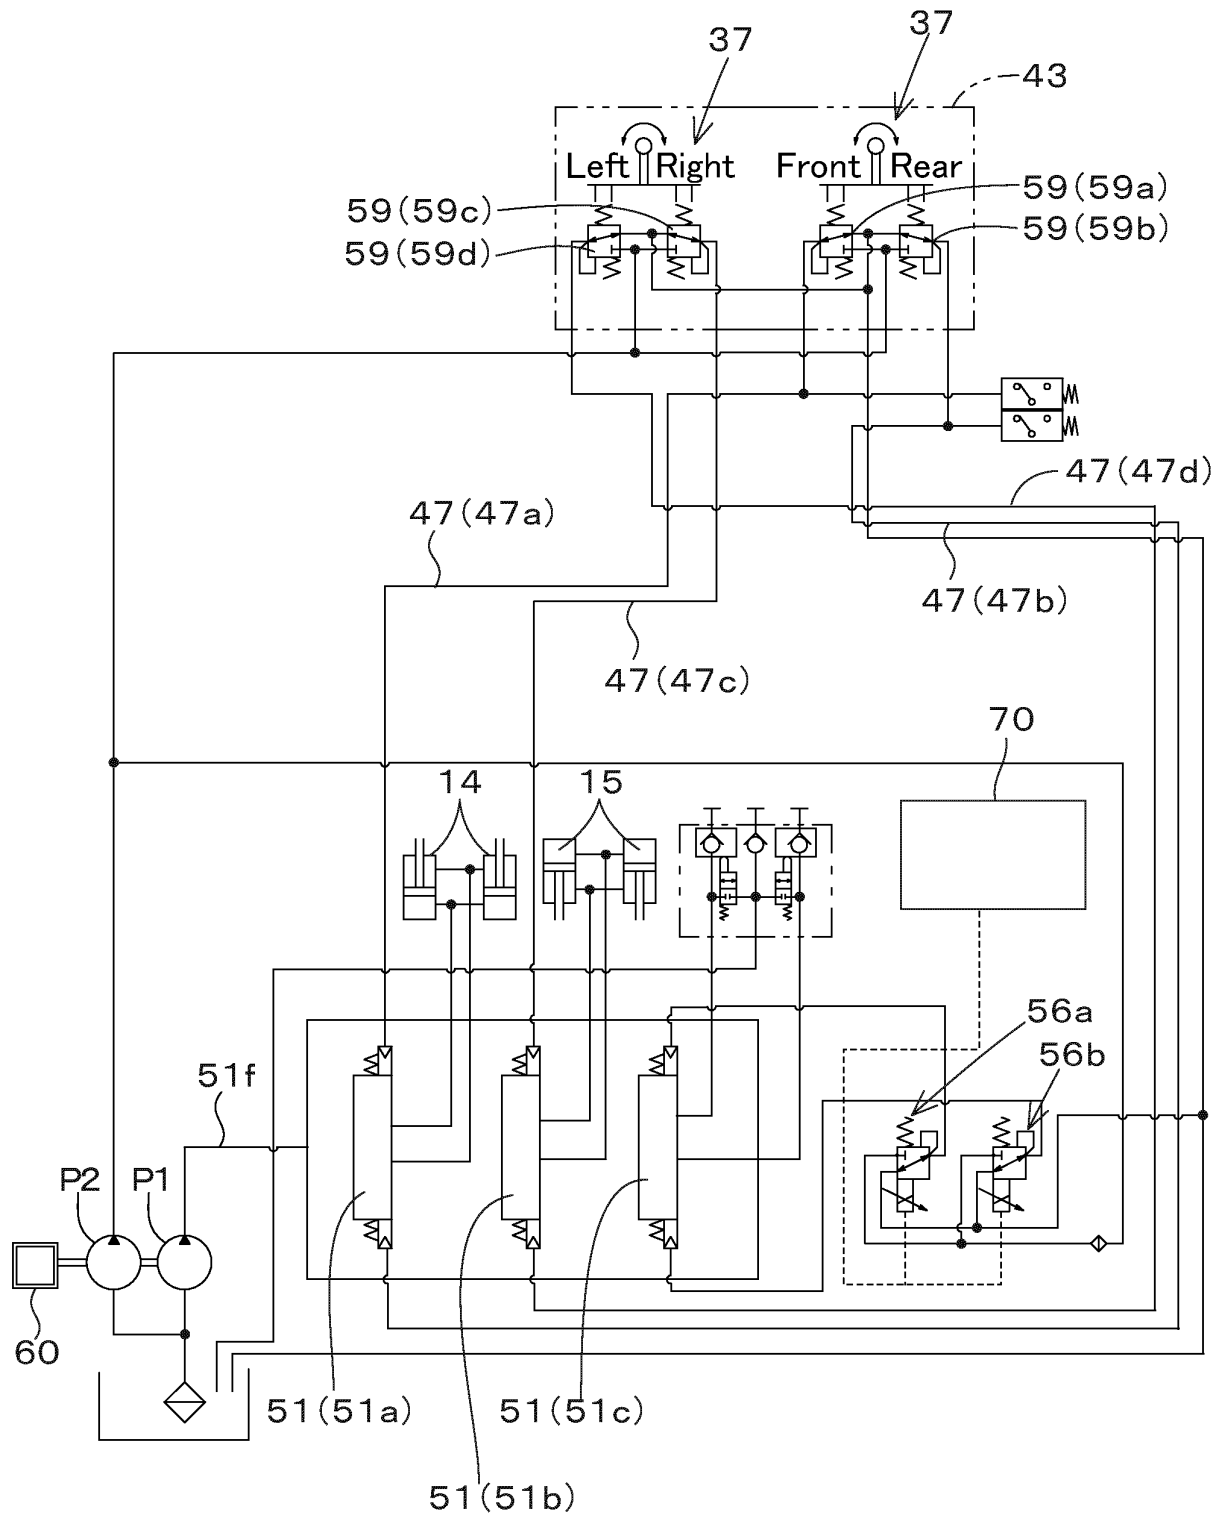 37
37
43
Left Right
Front Rear
59(59a)
59(59c)
59(59b)
59(59d)
47(47d)
47(47a)
47(47b)
47(47c)
70
14
15
56a
56b
51f
P2
P1
60
51(51a)
51(51c)
51(51b)